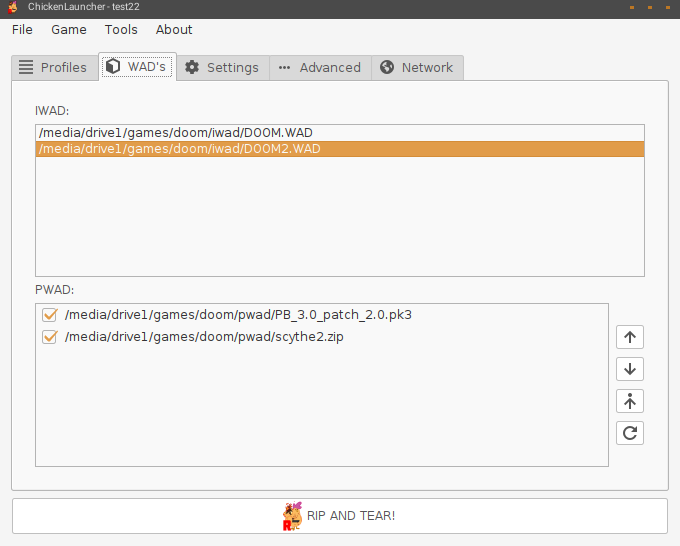 ChickenLauncher - test22
File Game Tools About
Profiles WAD's Settings Advanced Network
IWAD:
/media/drive1/games/doom/iwad/DOOM.WAD
/media/drive1/games/doom/iwad/DOOM2.WAD
PWAD:
/media/drive1/games/doom/pwad/PB_3.0_patch_2.0.pk3
/media/drive1/games/doom/pwad/scythe2.zip
RIP AND TEAR!